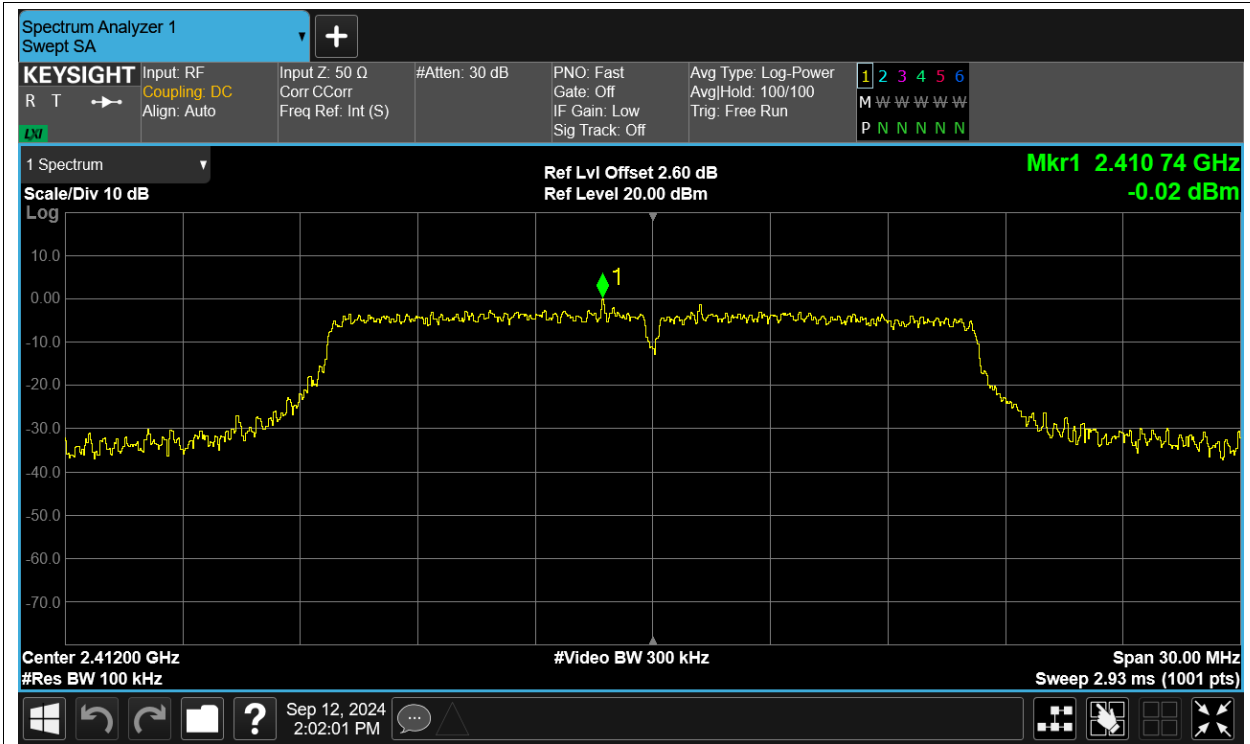 Spectrum Analyzer 1
Swept SA
KEYSIGHT
R T
LXI
Input: RF
Coupling: DC
Align: Auto
Input Z: 50 Ω
Corr CCorr
Freq Ref: Int (S)
#Atten: 30 dB
PNO: Fast
Gate: Off
IF Gain: Low
Sig Track: Off
Avg Type: Log-Power
Avg|Hold: 100/100
Trig: Free Run
1 2 3 4 5 6
M W W W W W
P N N N N N
1 Spectrum
Scale/Div 10 dB
Ref Lvl Offset 2.60 dB
Ref Level 20.00 dBm
Mkr1 2.410 74 GHz
-0.02 dBm
Log
10.0
0.00
-10.0
-20.0
-30.0
-40.0
-50.0
-60.0
-70.0
1
Center 2.41200 GHz
#Res BW 100 kHz
#Video BW 300 kHz
Span 30.00 MHz
Sweep 2.93 ms (1001 pts)
?
Sep 12, 2024
2:02:01 PM